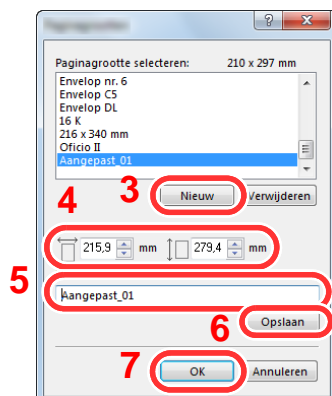 Paginagrootten
Paginagrootte selecteren: 210 x 297 mm
Envelop nr. 6
Envelop C5
Envelop DL
16 K
216 x 340 mm
Oficio II
Aangepast_01
3 Nieuw Verwijderen
4
215,9 mm 279,4 mm
5
Aangepast_01
6 Opslaan
7 OK Annuleren